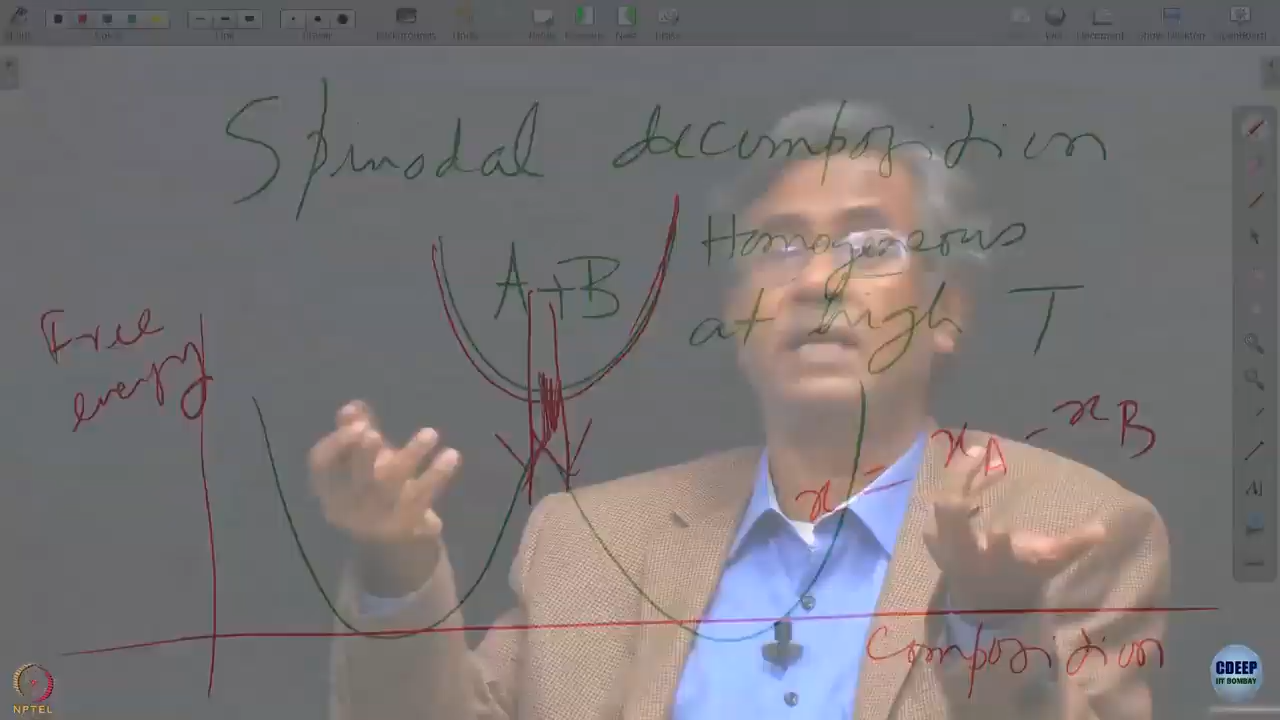 Spinodal decomposition
Homogeneous
at high T
A+B
Free
energy
x = xA - xB
Composition
NPTEL
CDEEP
IIT BOMBAY